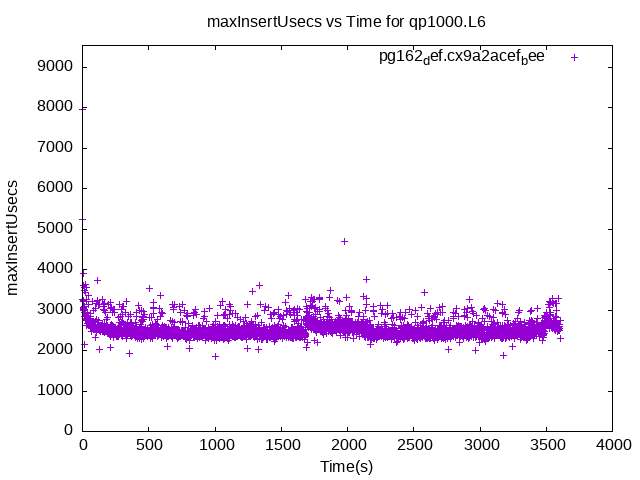 maxInsertUsecs vs Time for qp1000.L6
pg162def.cx9a2acefbee
9000
8000
7000
6000
5000
4000
3000
2000
1000
0
maxInsertUsecs
0 500 1000 1500 2000 2500 3000 3500 4000
Time(s)